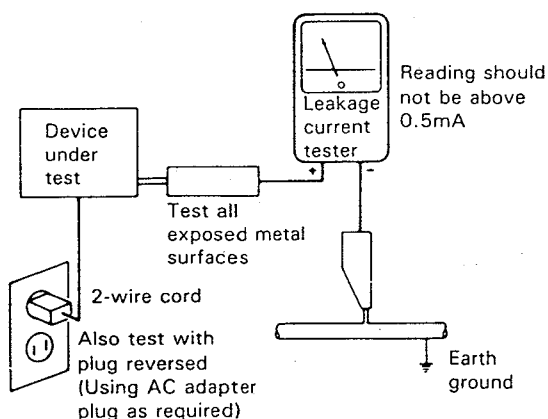 Device
under
test
Leakage
current
tester
+
-
Reading should
not be above
0.5mA
Test all
exposed metal
surfaces
2-wire cord
Also test with
plug reversed
(Using AC adapter
plug as required)
Earth
ground